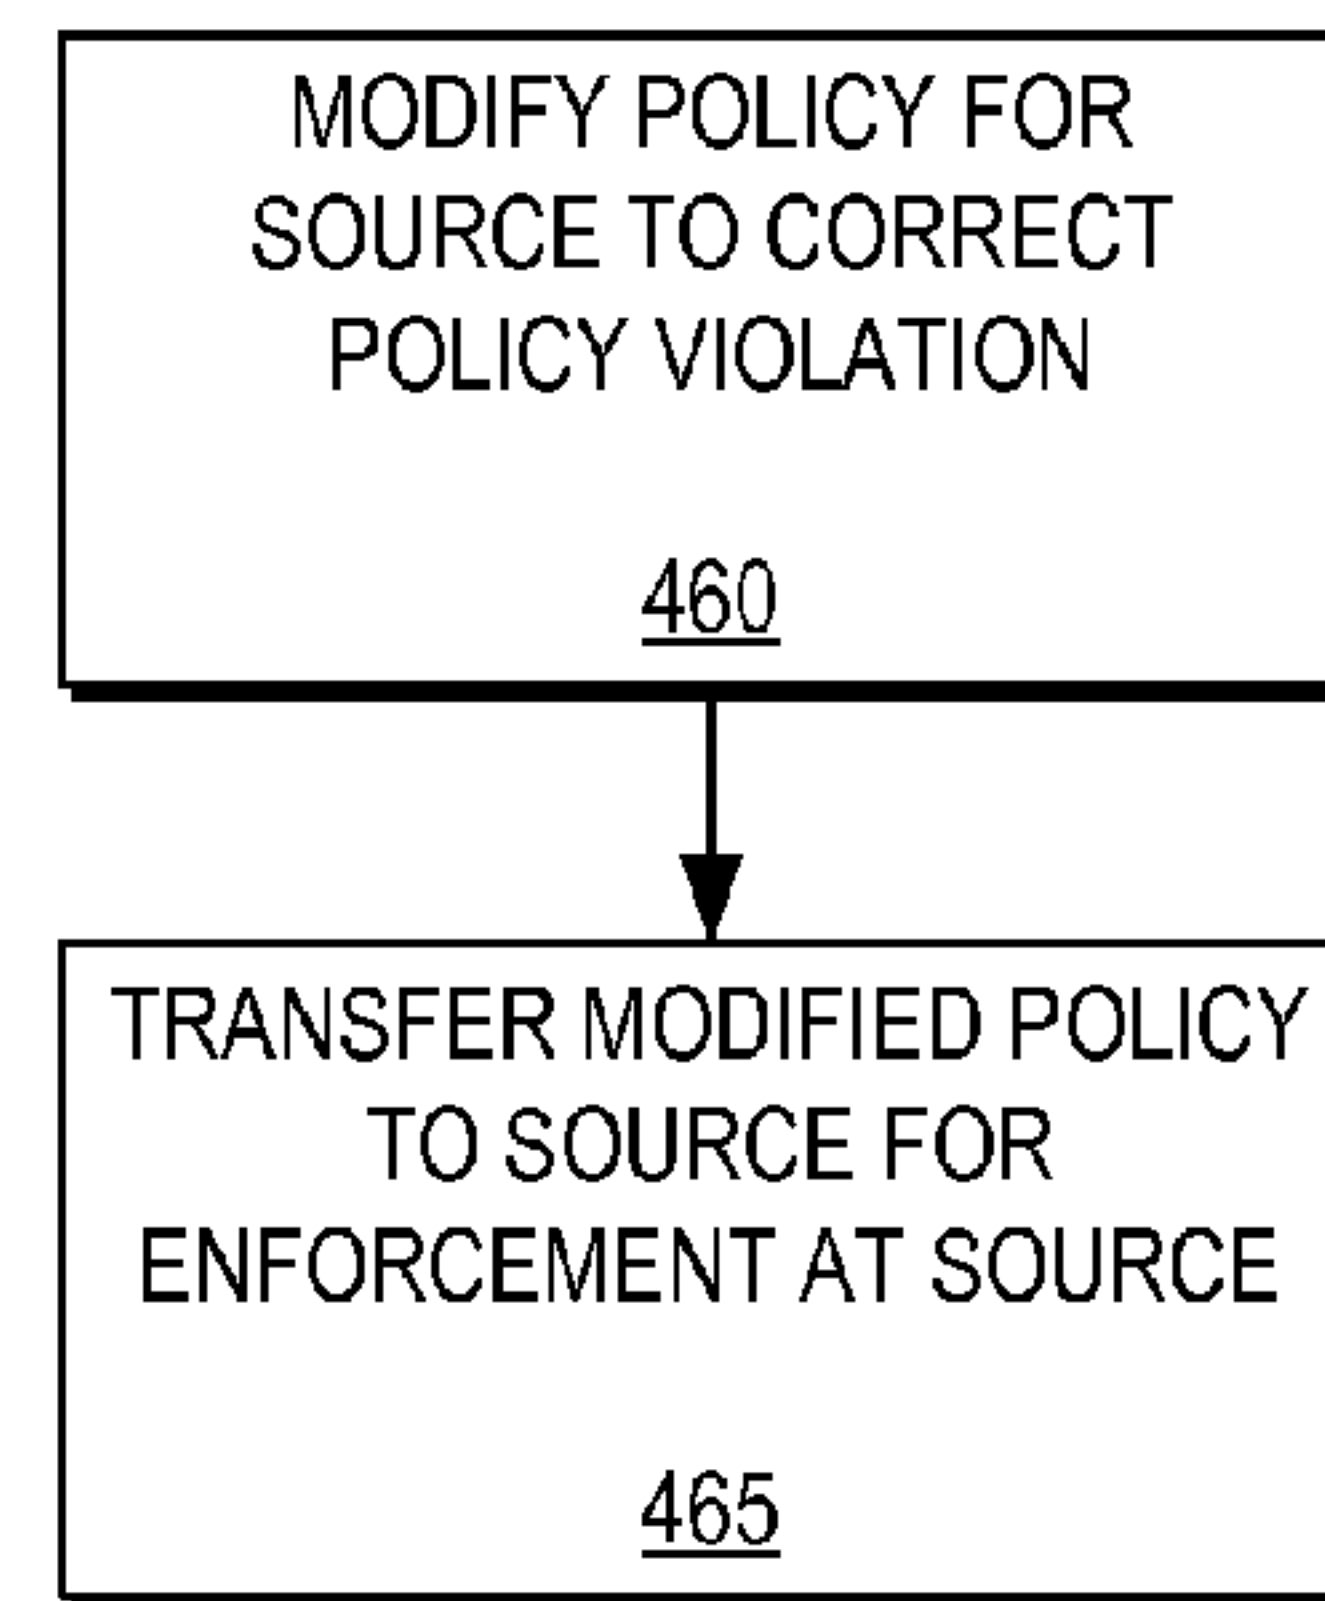 MODIFY POLICY FOR
SOURCE TO CORRECT
POLICY VIOLATION
460
TRANSFER MODIFIED POLICY
TO SOURCE FOR
ENFORCEMENT AT SOURCE
465